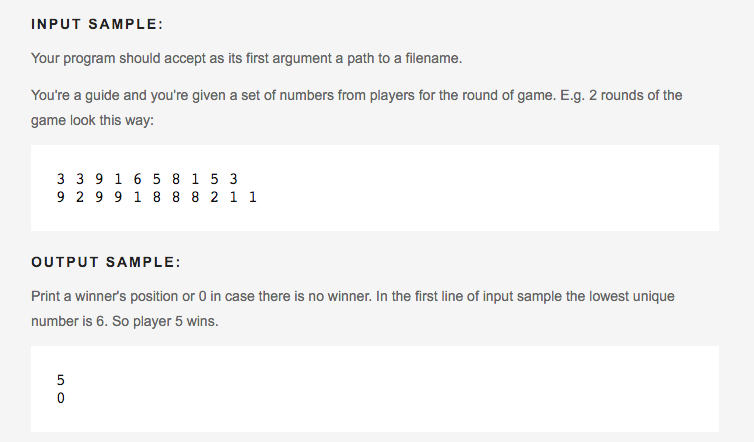 INPUT SAMPLE:
Your program should accept as its first argument a path to a filename.
You're a guide and you're given a set of numbers from players for the round of game. E.g. 2 rounds of the
game look this way:
3 3 9 1 6 5 8 1 5 3
9 2 9 9 1 8 8 8 2 1 1
OUTPUT SAMPLE:
Print a winner's position or 0 in case there is no winner. In the first line of input sample the lowest unique
number is 6. So player 5 wins.
5
0